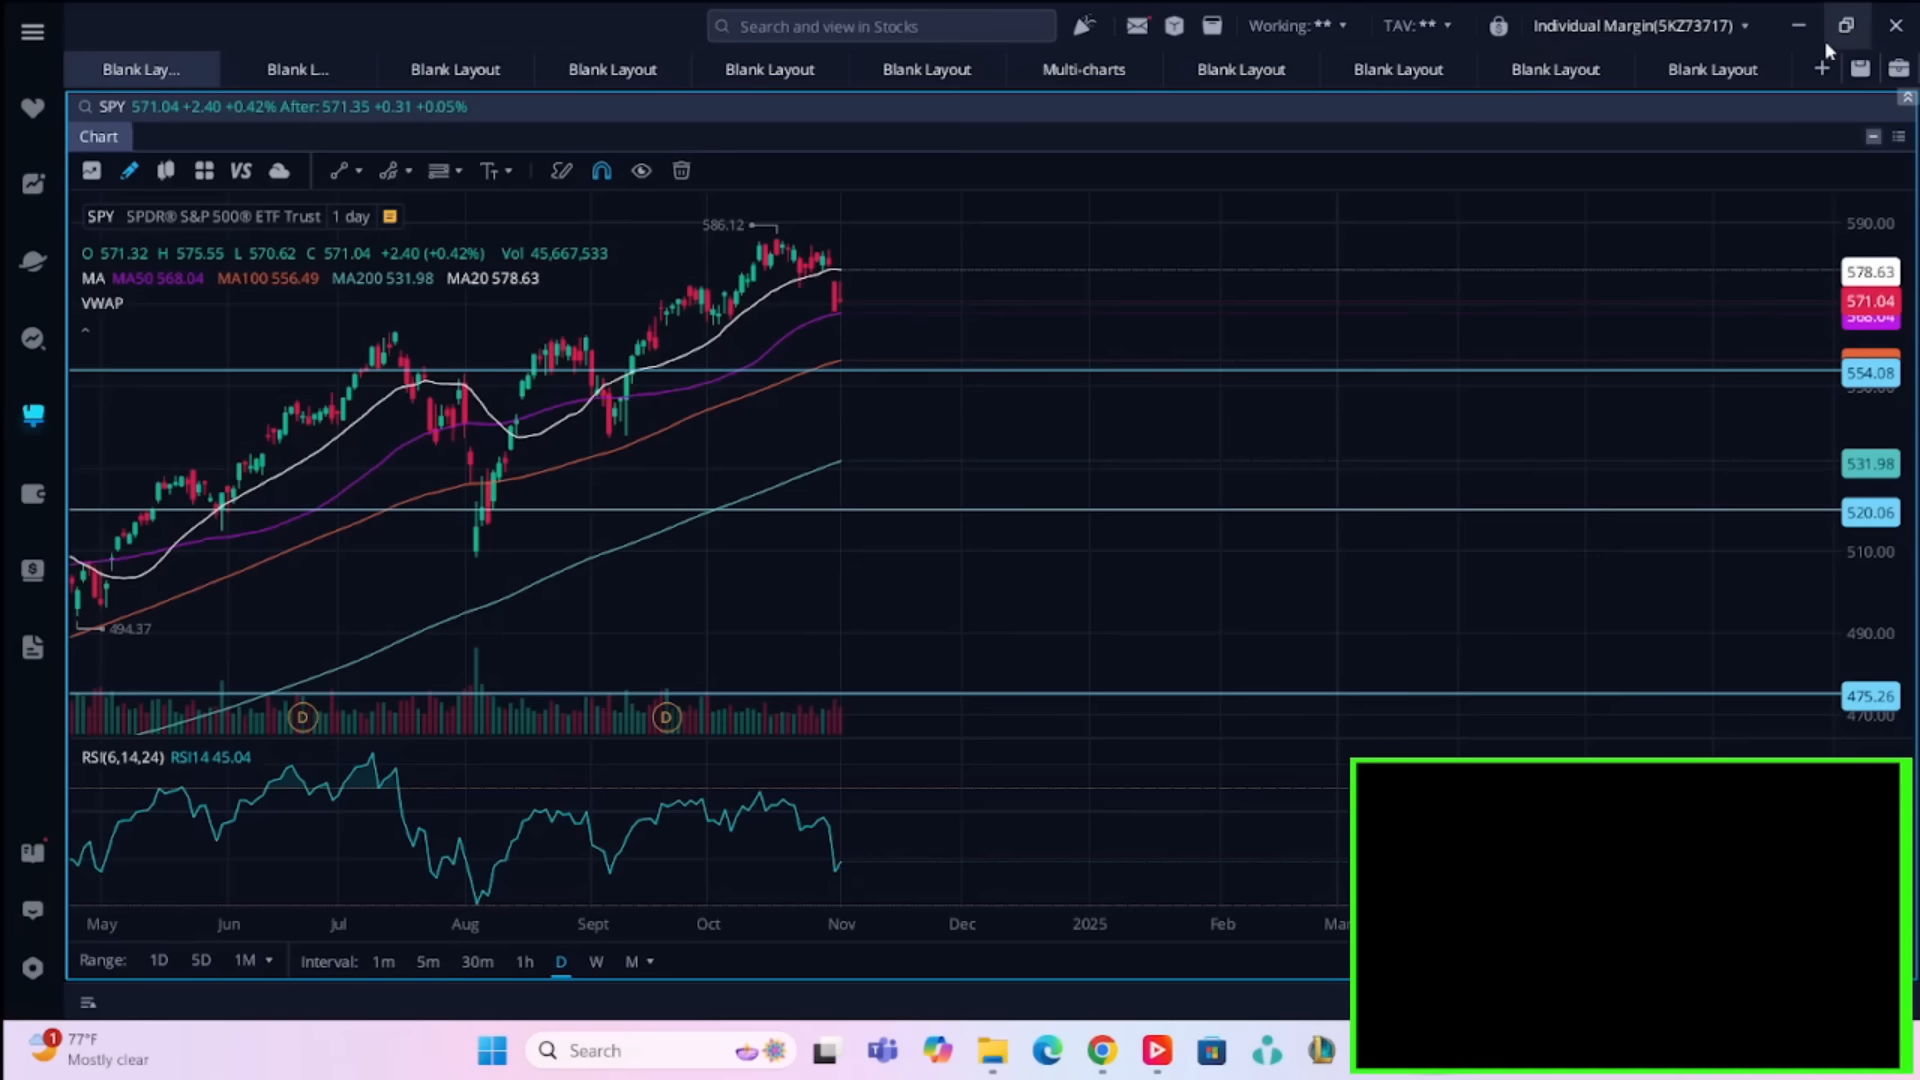 Search and view in Stocks
Working: ** TAV: ** Individual Margin(5KZ73717)
Blank Lay... Blank L... Blank Layout Blank Layout Blank Layout Blank Layout Multi-charts Blank Layout Blank Layout Blank Layout Blank Layout
SPY 571.04 +2.40 +0.42% After: 571.35 +0.31 +0.05%
Chart
VS
SPY SPDR® S&P 500® ETF Trust 1 day
O 571.32 H 575.55 L 570.62 C 571.04 +2.40 (+0.42%) Vol 45,667,533
MA MA50 568.04 MA100 556.49 MA200 531.98 MA20 578.63
VWAP
586.12
494.37
590.00
578.63
571.04
568.04
554.08
531.98
520.06
510.00
490.00
475.26
470.00
D D
RSI(6,14,24) RSI14 45.04
May Jun Jul Aug Sept Oct Nov Dec 2025 Feb Mar
Range: 1D 5D 1M Interval: 1m 5m 30m 1h D W M
1
77°F
Mostly clear
Search